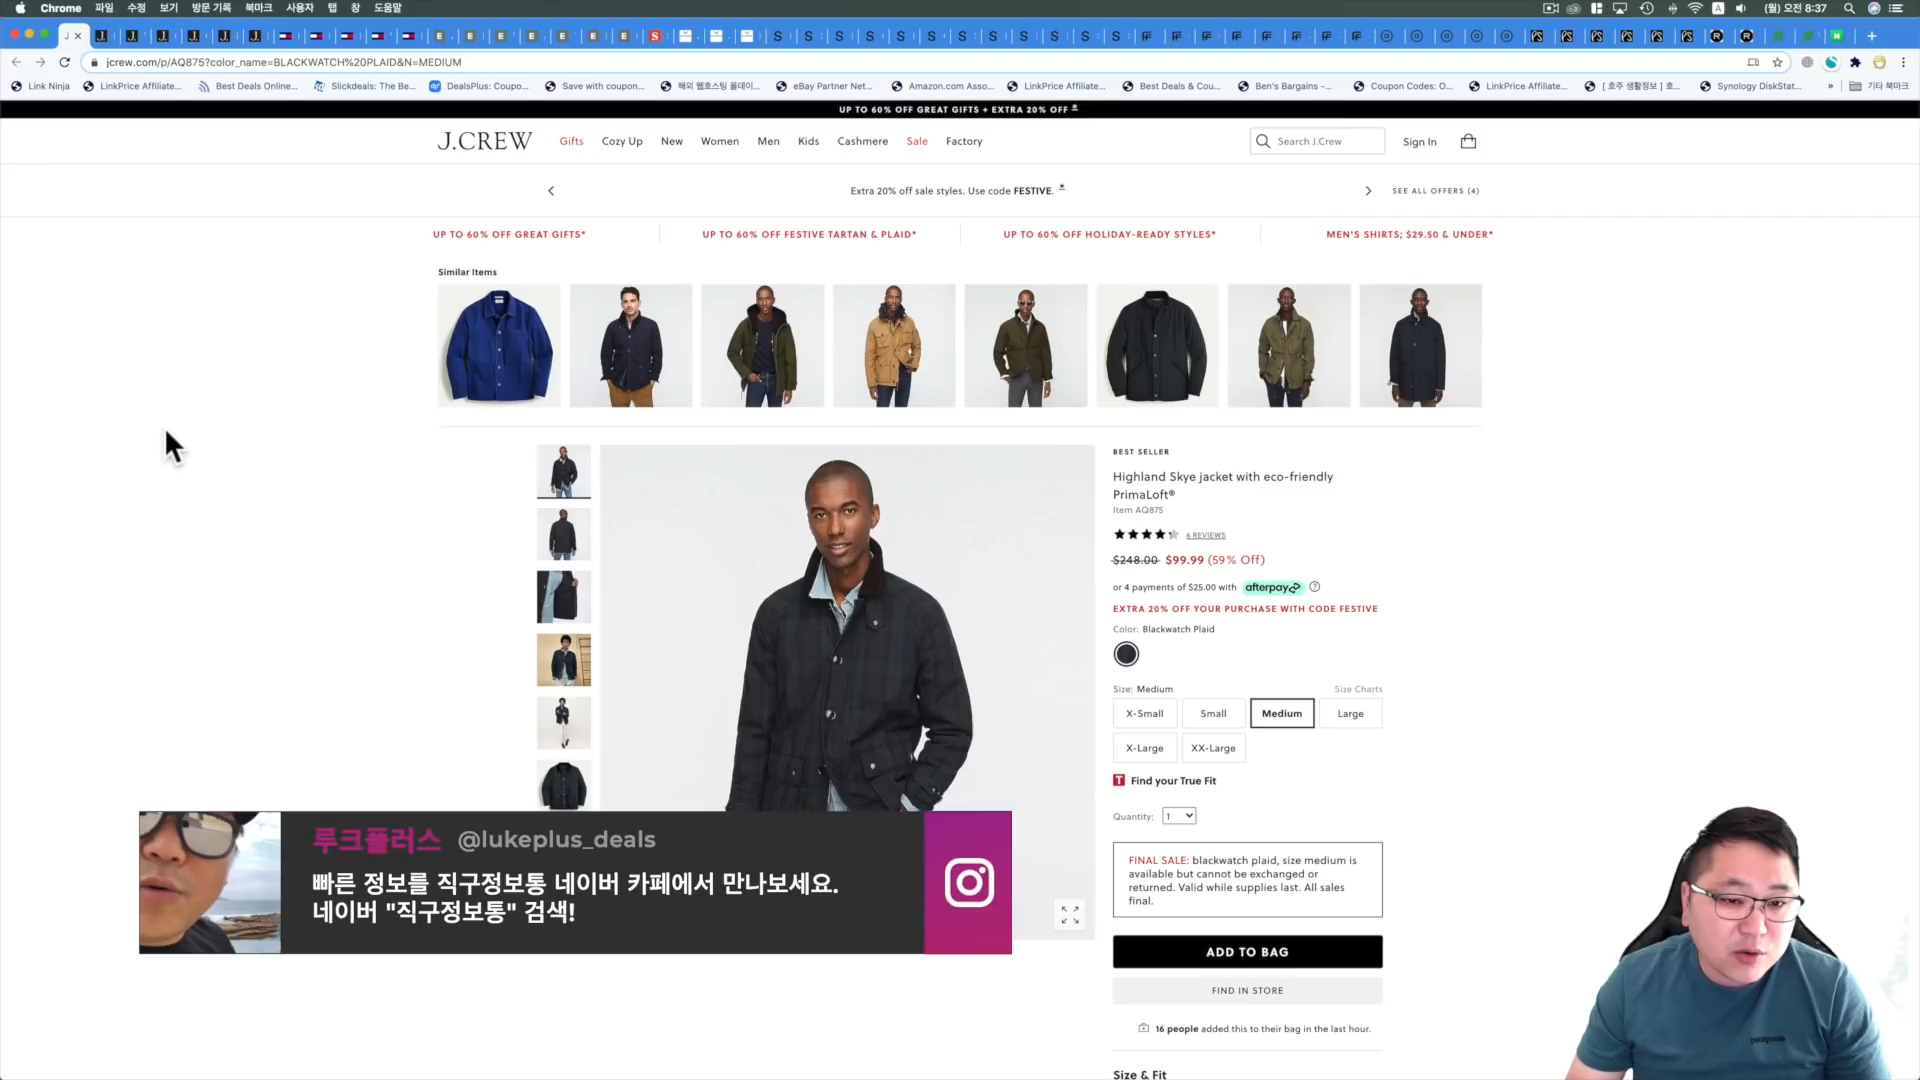 Chrome 파일 수정 보기 방문 기록 북마크 사용자 탭 창 도움말
(월) 오전 8:37
jcrew.com/p/AQ875?color_name=BLACKWATCH%20PLAID&N=MEDIUM
Link Ninja LinkPrice Affiliate... Best Deals Online... Slickdeals: The Be... DealsPlus: Coupo... Save with coupon... 해외 웹호스팅 올데이... eBay Partner Net... Amazon.com Asso... LinkPrice Affiliate... Best Deals & Cou... Ben's Bargains -... Coupon Codes: O... LinkPrice Affiliate... [ 호주 생활정보 ] 호... Synology DiskStat... » 기타 북마크
UP TO 60% OFF GREAT GIFTS + EXTRA 20% OFF *
J.CREW Gifts Cozy Up New Women Men Kids Cashmere Sale Factory Search J.Crew Sign In
Extra 20% off sale styles. Use code FESTIVE. * SEE ALL OFFERS (4)
UP TO 60% OFF GREAT GIFTS* UP TO 60% OFF FESTIVE TARTAN & PLAID* UP TO 60% OFF HOLIDAY-READY STYLES* MEN'S SHIRTS; $29.50 & UNDER*
Similar Items
BEST SELLER
Highland Skye jacket with eco-friendly
PrimaLoft®
Item AQ875
6 REVIEWS
$248.00 $99.99 (59% Off)
or 4 payments of $25.00 with afterpay ?
EXTRA 20% OFF YOUR PURCHASE WITH CODE FESTIVE
Color: Blackwatch Plaid
Size: Medium Size Charts
X-Small Small Medium Large
X-Large XX-Large
T Find your True Fit
Quantity: 1
FINAL SALE: blackwatch plaid, size medium is
available but cannot be exchanged or
returned. Valid while supplies last. All sales
final.
ADD TO BAG
FIND IN STORE
16 people added this to their bag in the last hour.
Size & Fit
루크플러스 @lukeplus_deals
빠른 정보를 직구정보통 네이버 카페에서 만나보세요.
네이버 "직구정보통" 검색!
patagonia